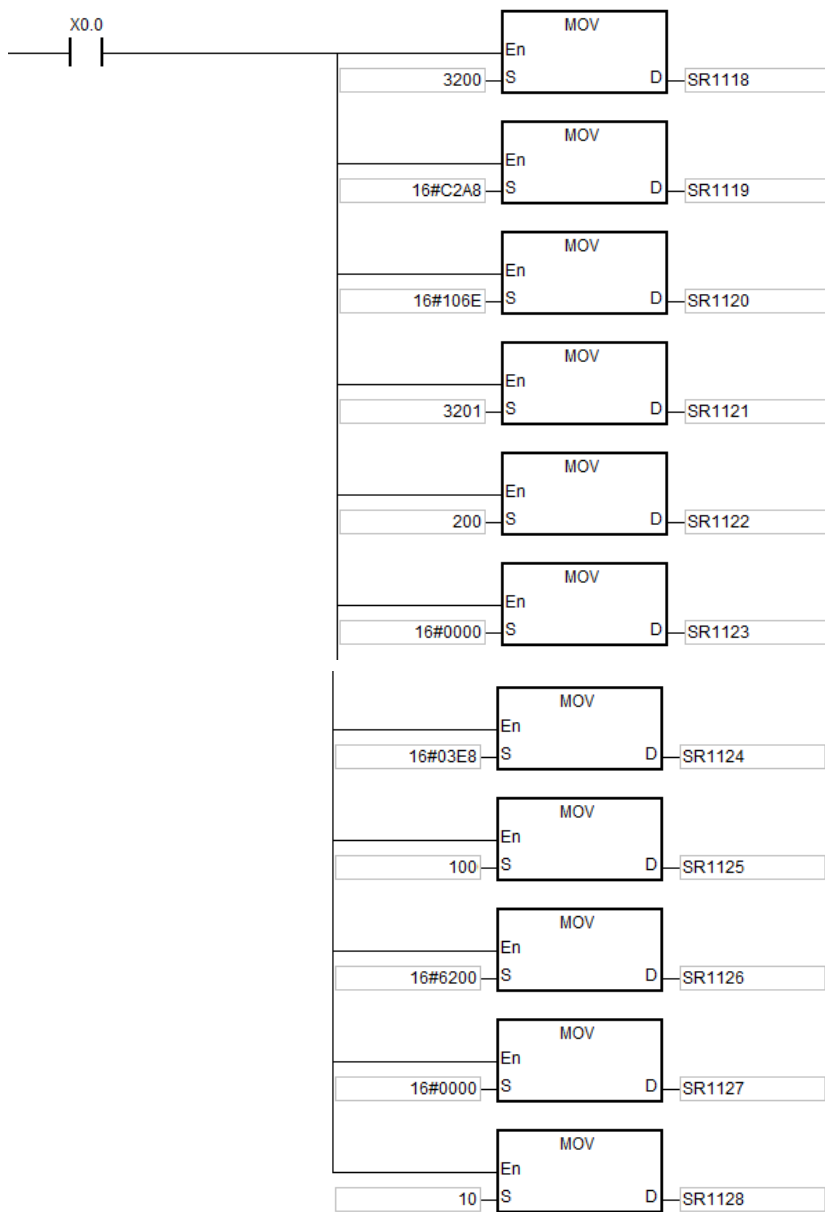 X0.0
MOV
En
3200 S D SR1118
MOV
En
16#C2A8 S D SR1119
MOV
En
16#106E S D SR1120
MOV
En
3201 S D SR1121
MOV
En
200 S D SR1122
MOV
En
16#0000 S D SR1123
MOV
En
16#03E8 S D SR1124
MOV
En
100 S D SR1125
MOV
En
16#6200 S D SR1126
MOV
En
16#0000 S D SR1127
MOV
En
10 S D SR1128